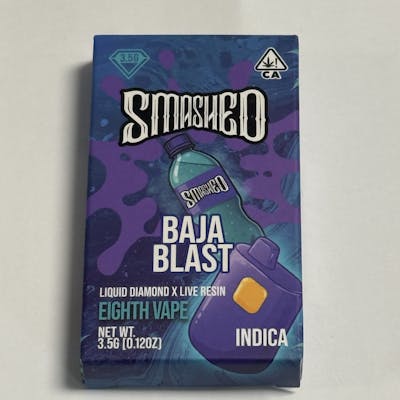 3.5G
CA
SMASHED
SMASHED
BAJA
BLAST
LIQUID DIAMOND X LIVE RESIN
EIGHTH VAPE
NET WT.
3.5G (0.12OZ)
INDICA